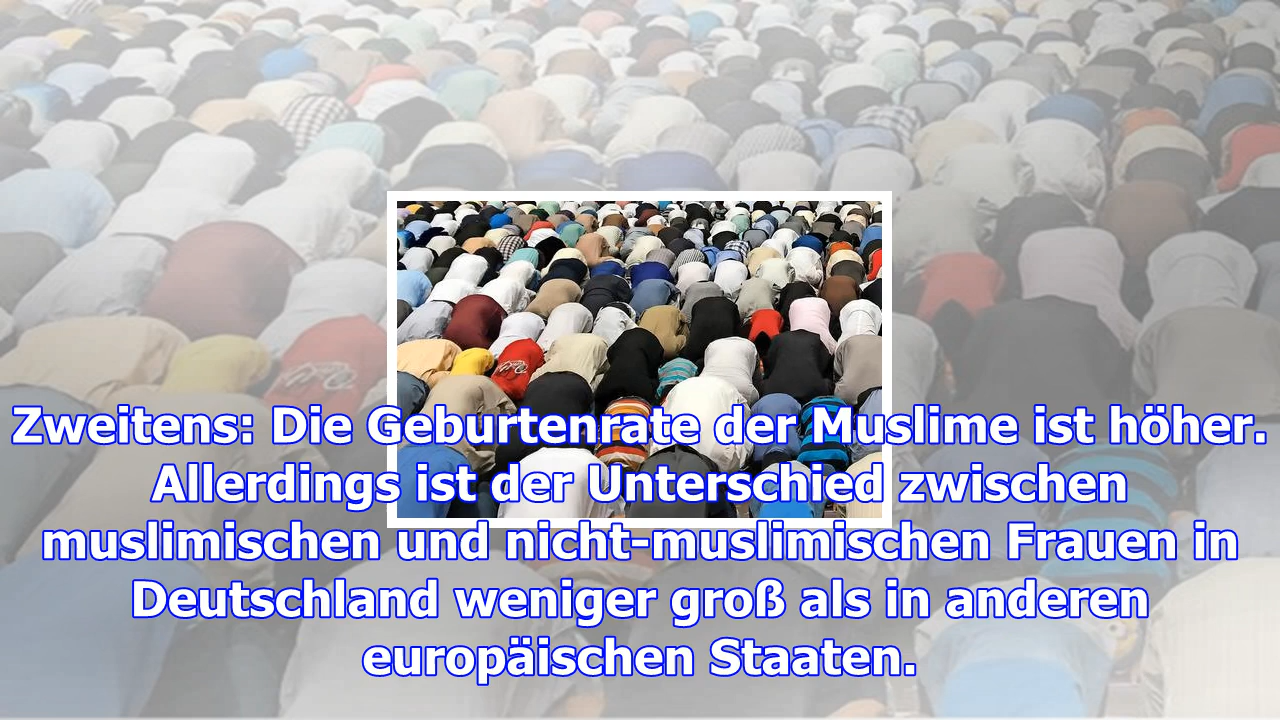 Zweitens: Die Geburtenrate der Muslime ist höher.
Allerdings ist der Unterschied zwischen
muslimischen und nicht-muslimischen Frauen in
Deutschland weniger groß als in anderen
europäischen Staaten.